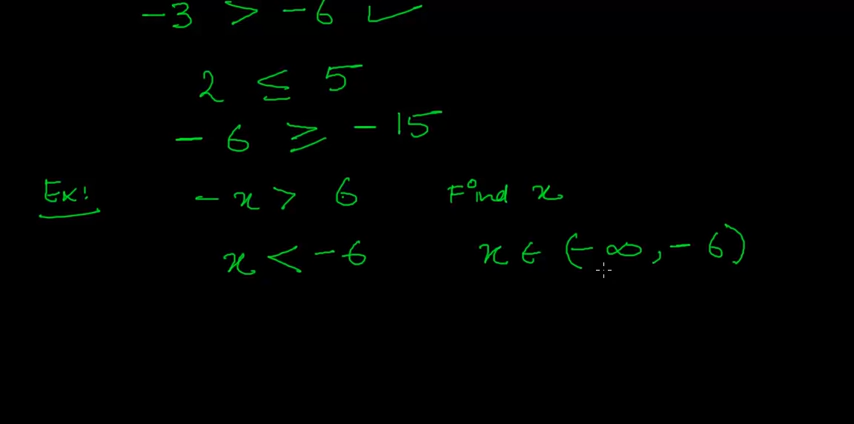 -3 > -6 ✓
2 ≤ 5
-6 ≥ -15
Ex! -x > 6 Find x
x < -6 x ∈ (-∞, -6)